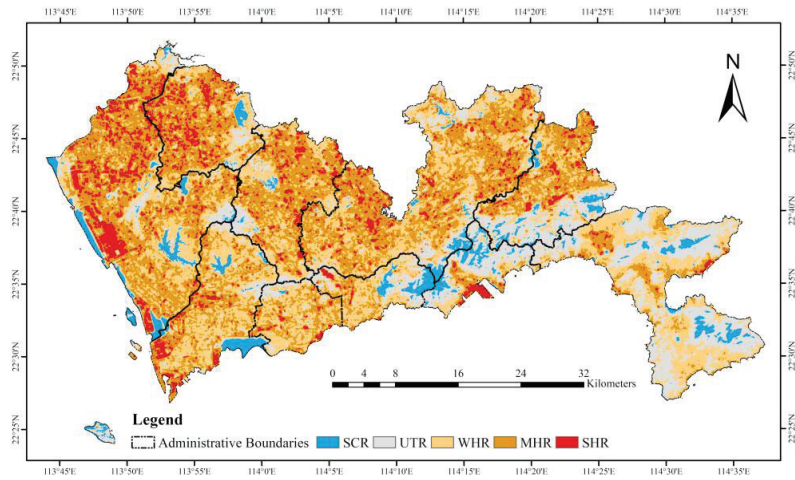 113°45'E 113°50'E 113°55'E 114°0'E 114°5'E 114°10'E 114°15'E 114°20'E 114°25'E 114°30'E 114°35'E
22°50'N 22°50'N
N
22°45'N 22°45'N
22°40'N 22°40'N
22°35'N 22°35'N
22°30'N 22°30'N
0 4 8 16 24 32
Kilometers
22°25'N 22°25'N
Legend
Administrative Boundaries SCR UTR WHR MHR SHR
113°45'E 113°50'E 113°55'E 114°0'E 114°5'E 114°10'E 114°15'E 114°20'E 114°25'E 114°30'E 114°35'E